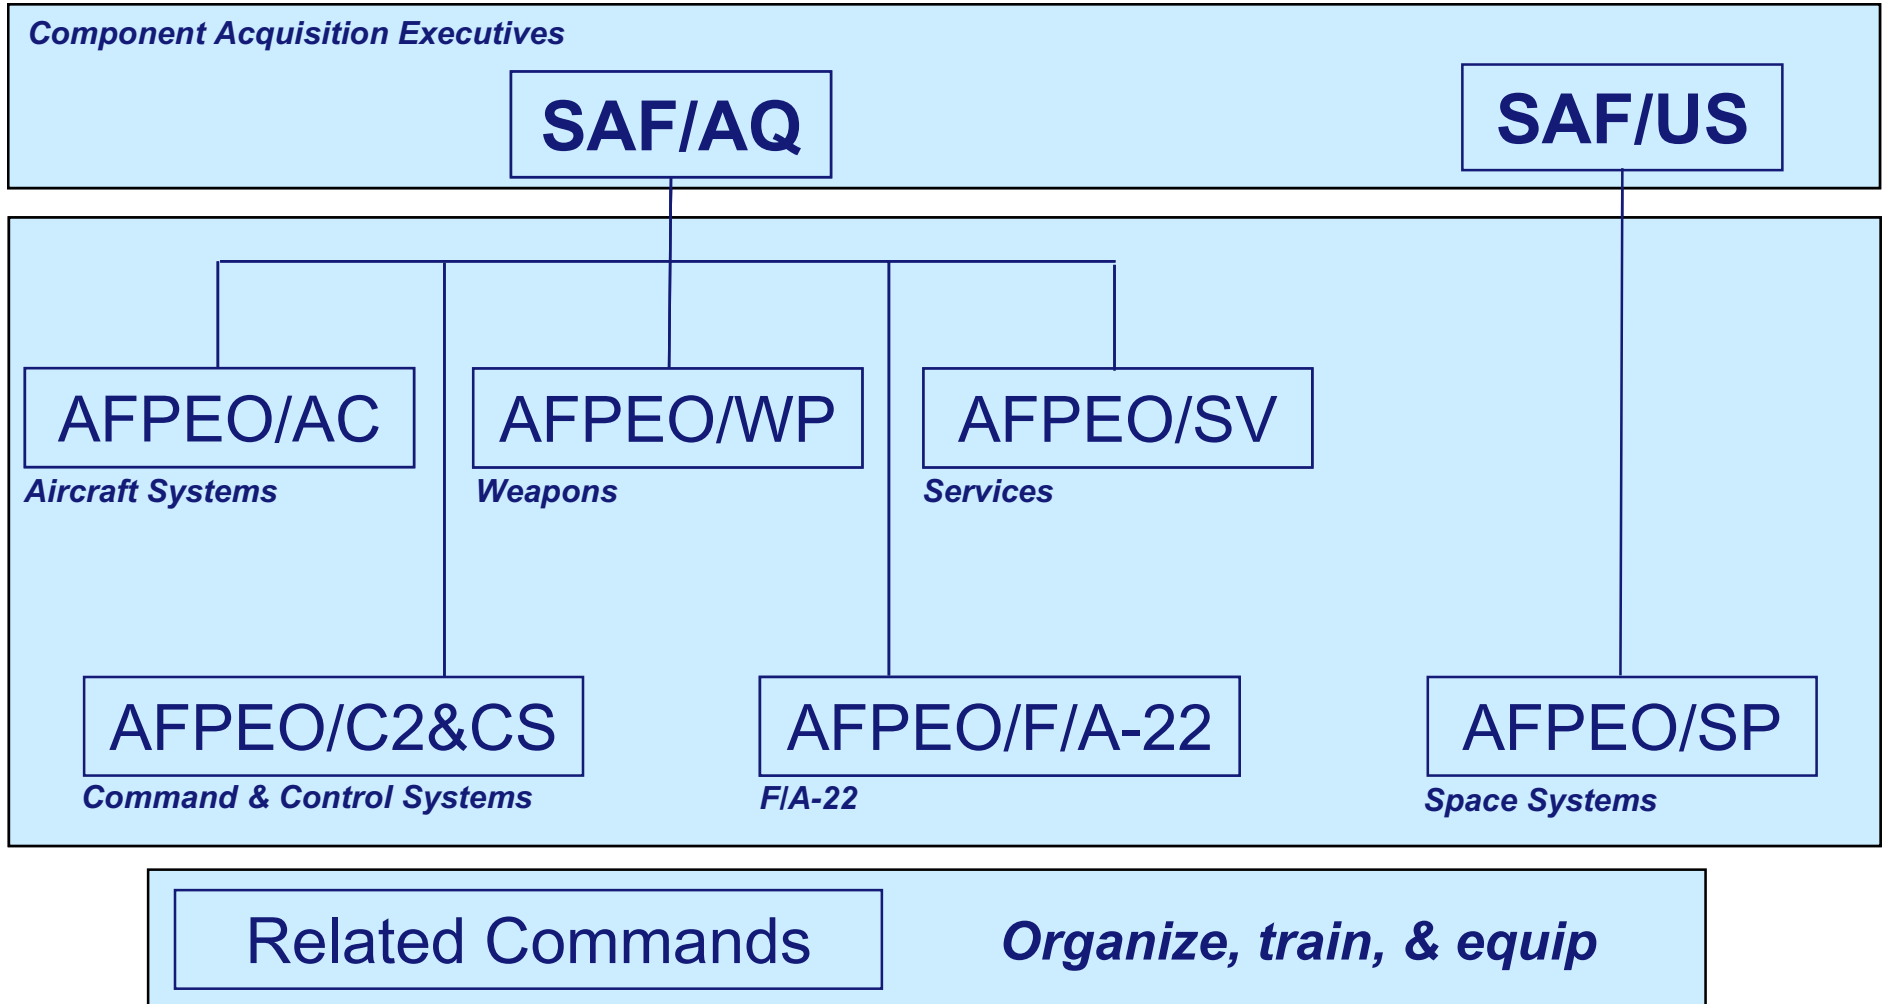 Component Acquisition Executives
SAF/AQ
SAF/US
AFPEO/AC
AFPEO/WP
AFPEO/SV
Aircraft Systems
Weapons
Services
AFPEO/C2&CS
AFPEO/F/A-22
AFPEO/SP
Command & Control Systems
F/A-22
Space Systems
Related Commands
Organize, train, & equip